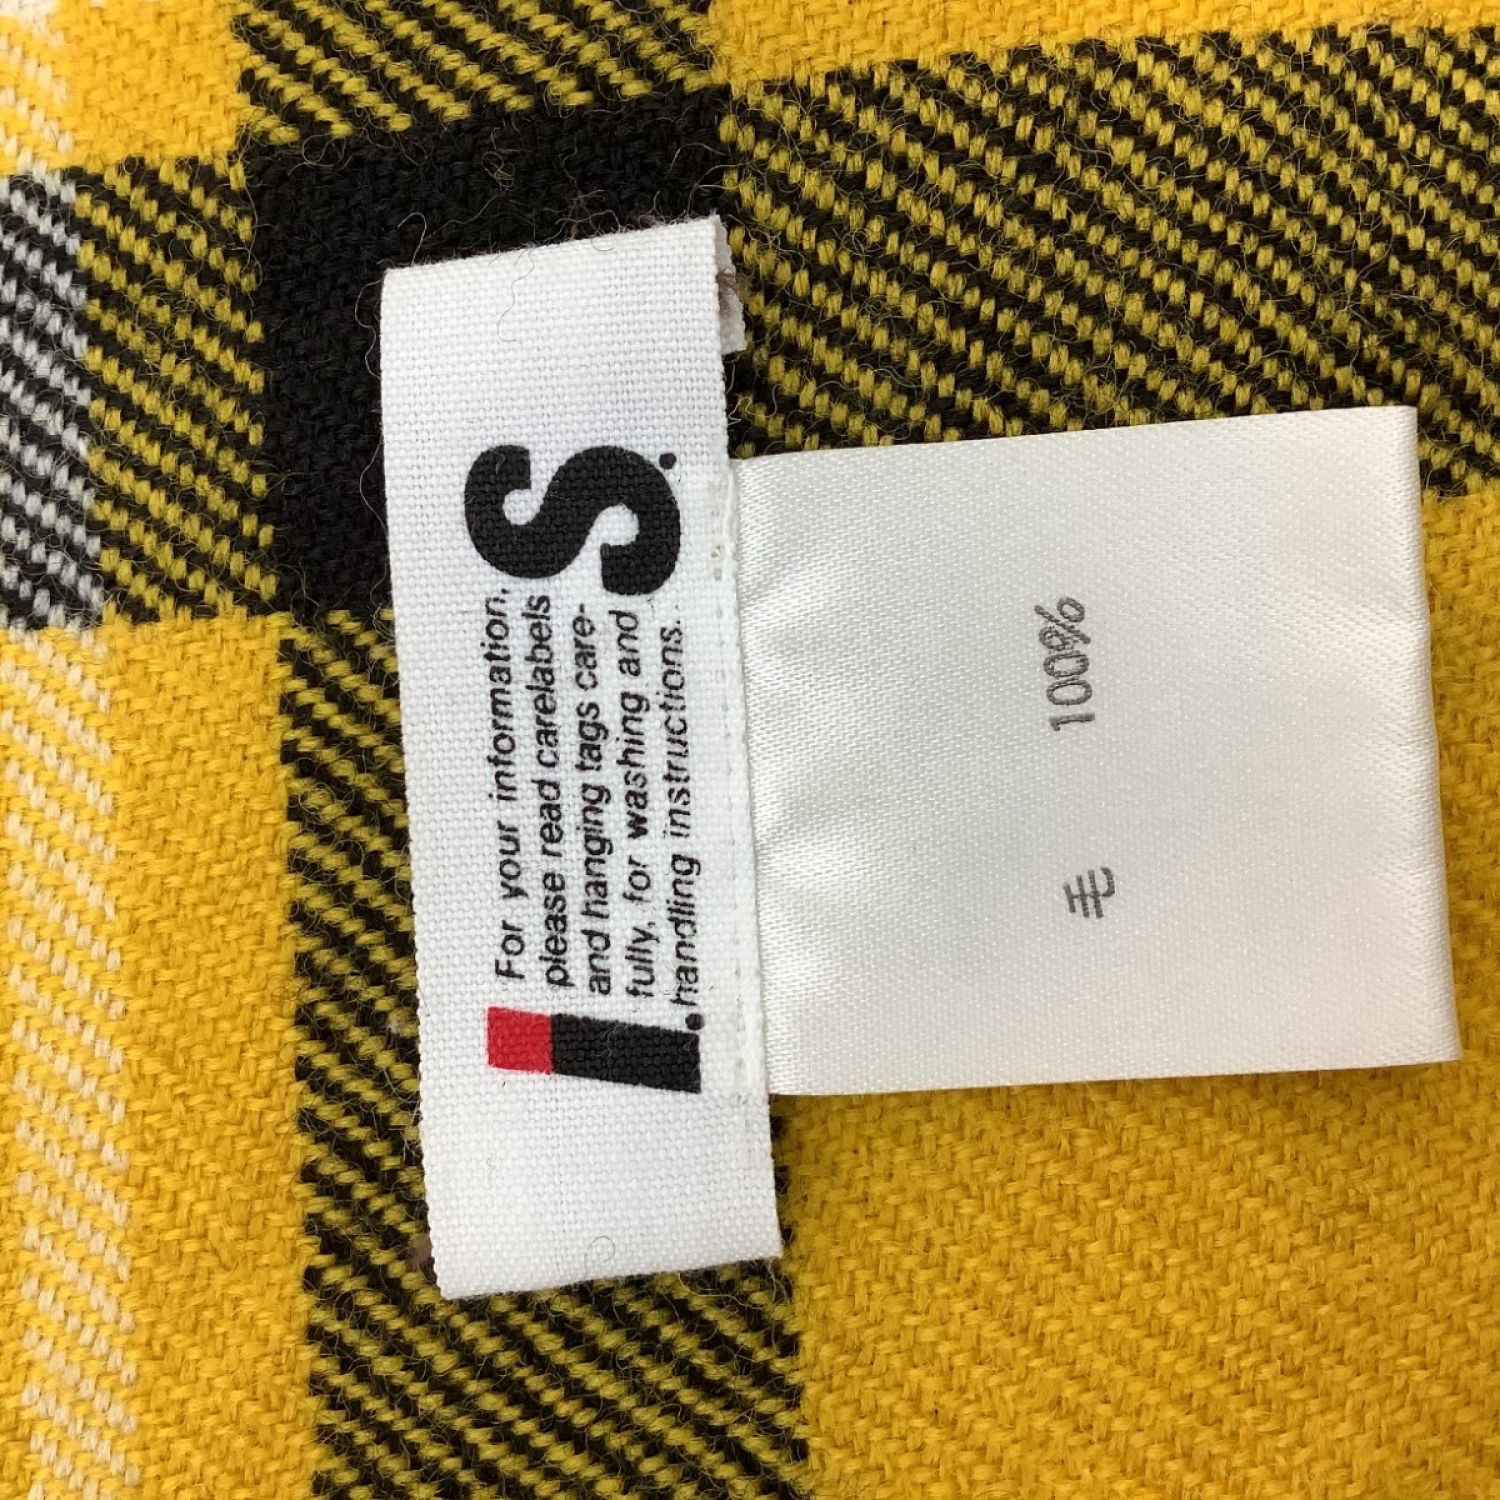 I.S.
For your information,
please read carelabels
and hanging tags care-
fully, for washing and
handling instructions.
毛 100%